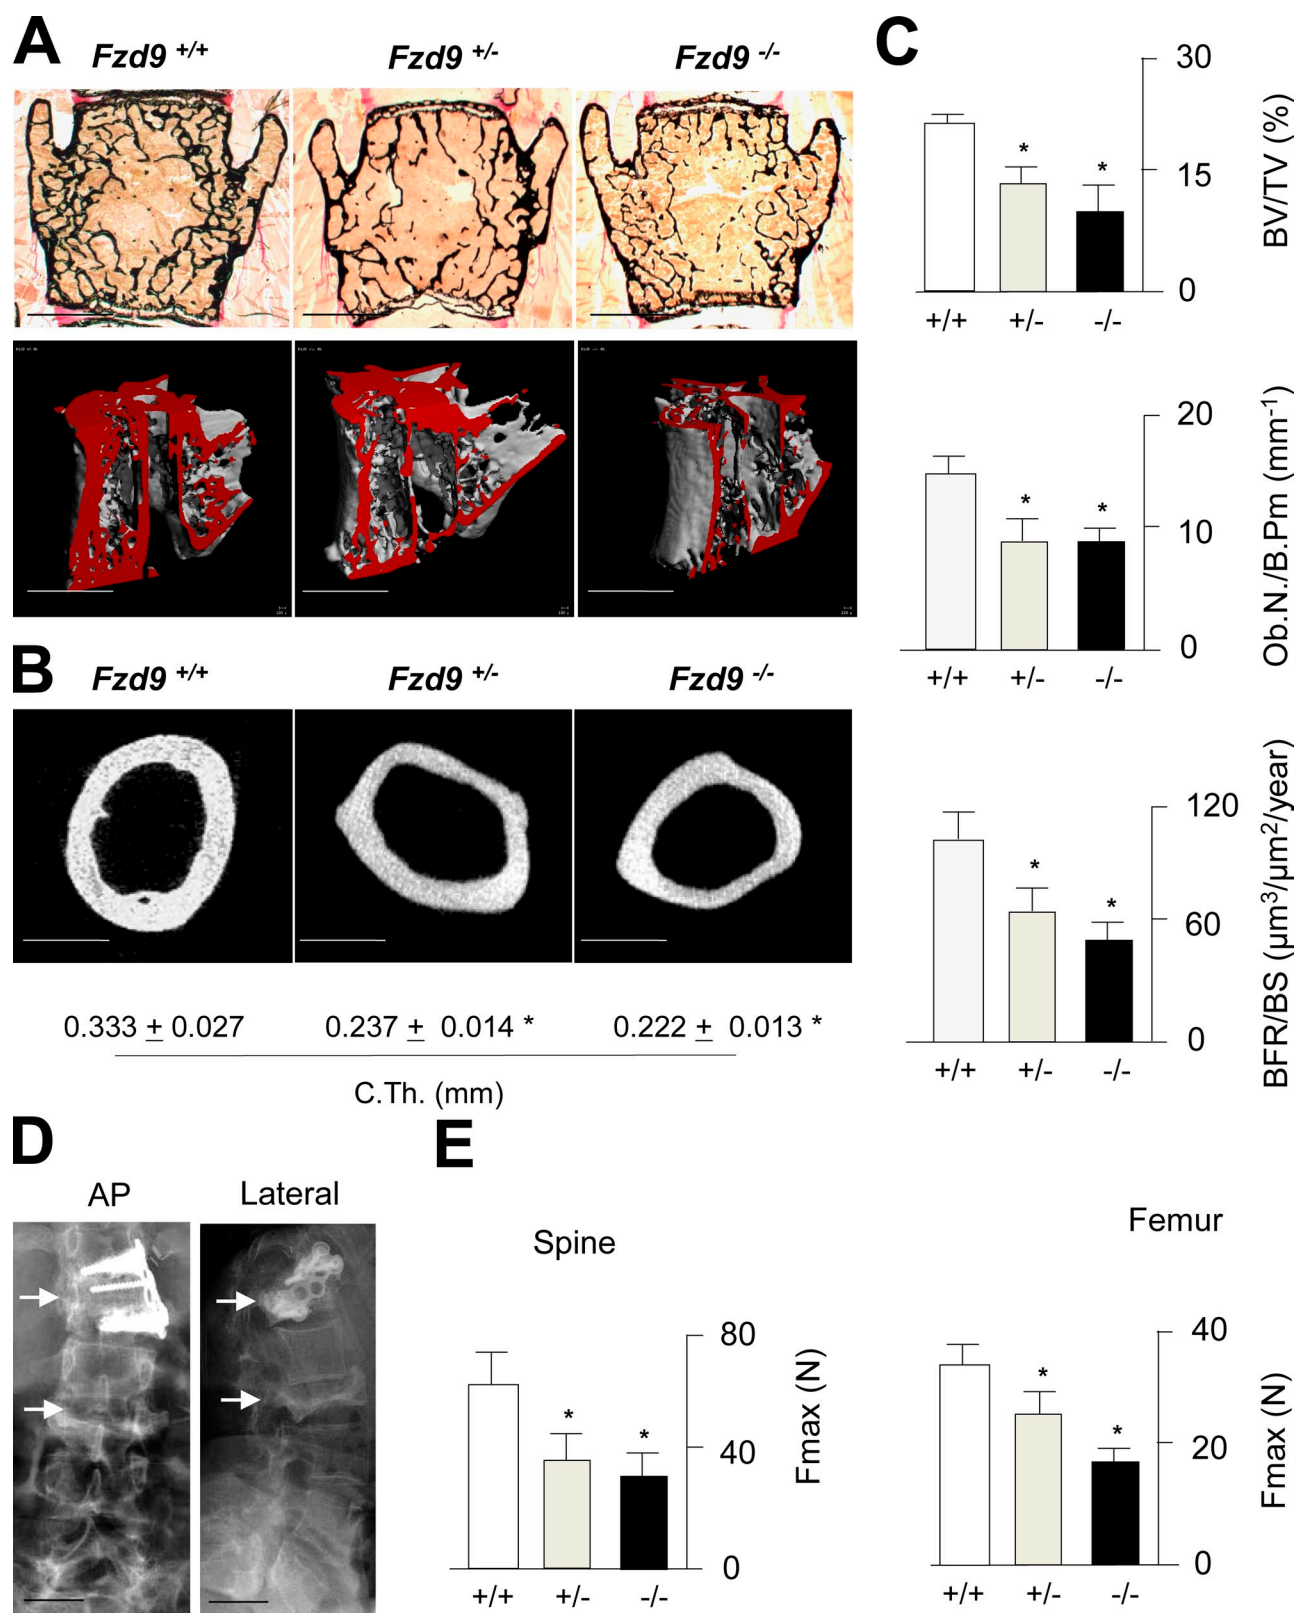 A
Fzd9 +/+
Fzd9 +/-
Fzd9 -/-
B
Fzd9 +/+
Fzd9 +/-
Fzd9 -/-
0.333 ± 0.027
0.237 ± 0.014 *
0.222 ± 0.013 *
C.Th. (mm)
C
30
15
0
BV/TV (%)
*
*
+/+
+/-
-/-
20
10
0
Ob.N./B.Pm (mm-1)
*
*
+/+
+/-
-/-
120
60
0
BFR/BS (μm3/μm2/year)
*
*
+/+
+/-
-/-
D
AP
Lateral
E
Spine
80
40
0
Fmax (N)
*
*
+/+
+/-
-/-
Femur
40
20
0
Fmax (N)
*
*
+/+
+/-
-/-